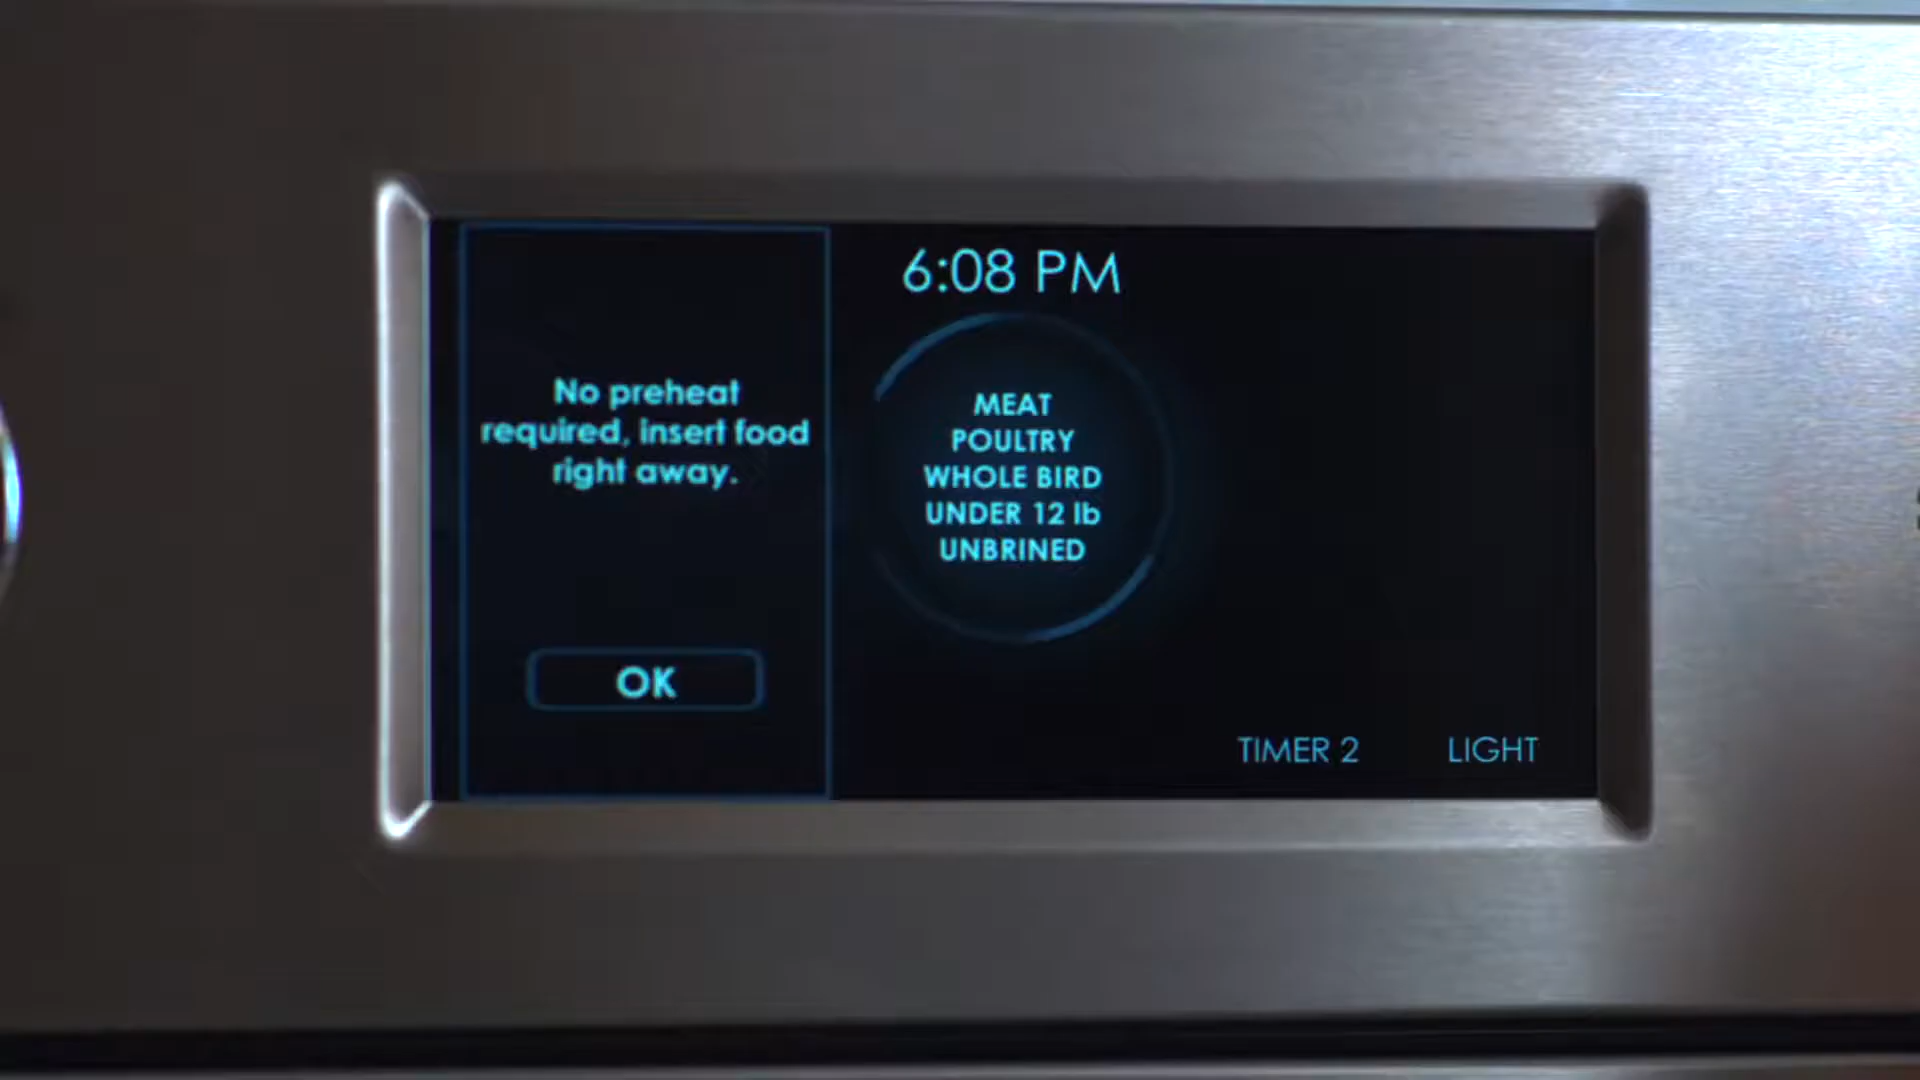 6:08 PM
No preheat
required, insert food
right away.
OK
MEAT
POULTRY
WHOLE BIRD
UNDER 12 lb
UNBRINED
TIMER 2
LIGHT